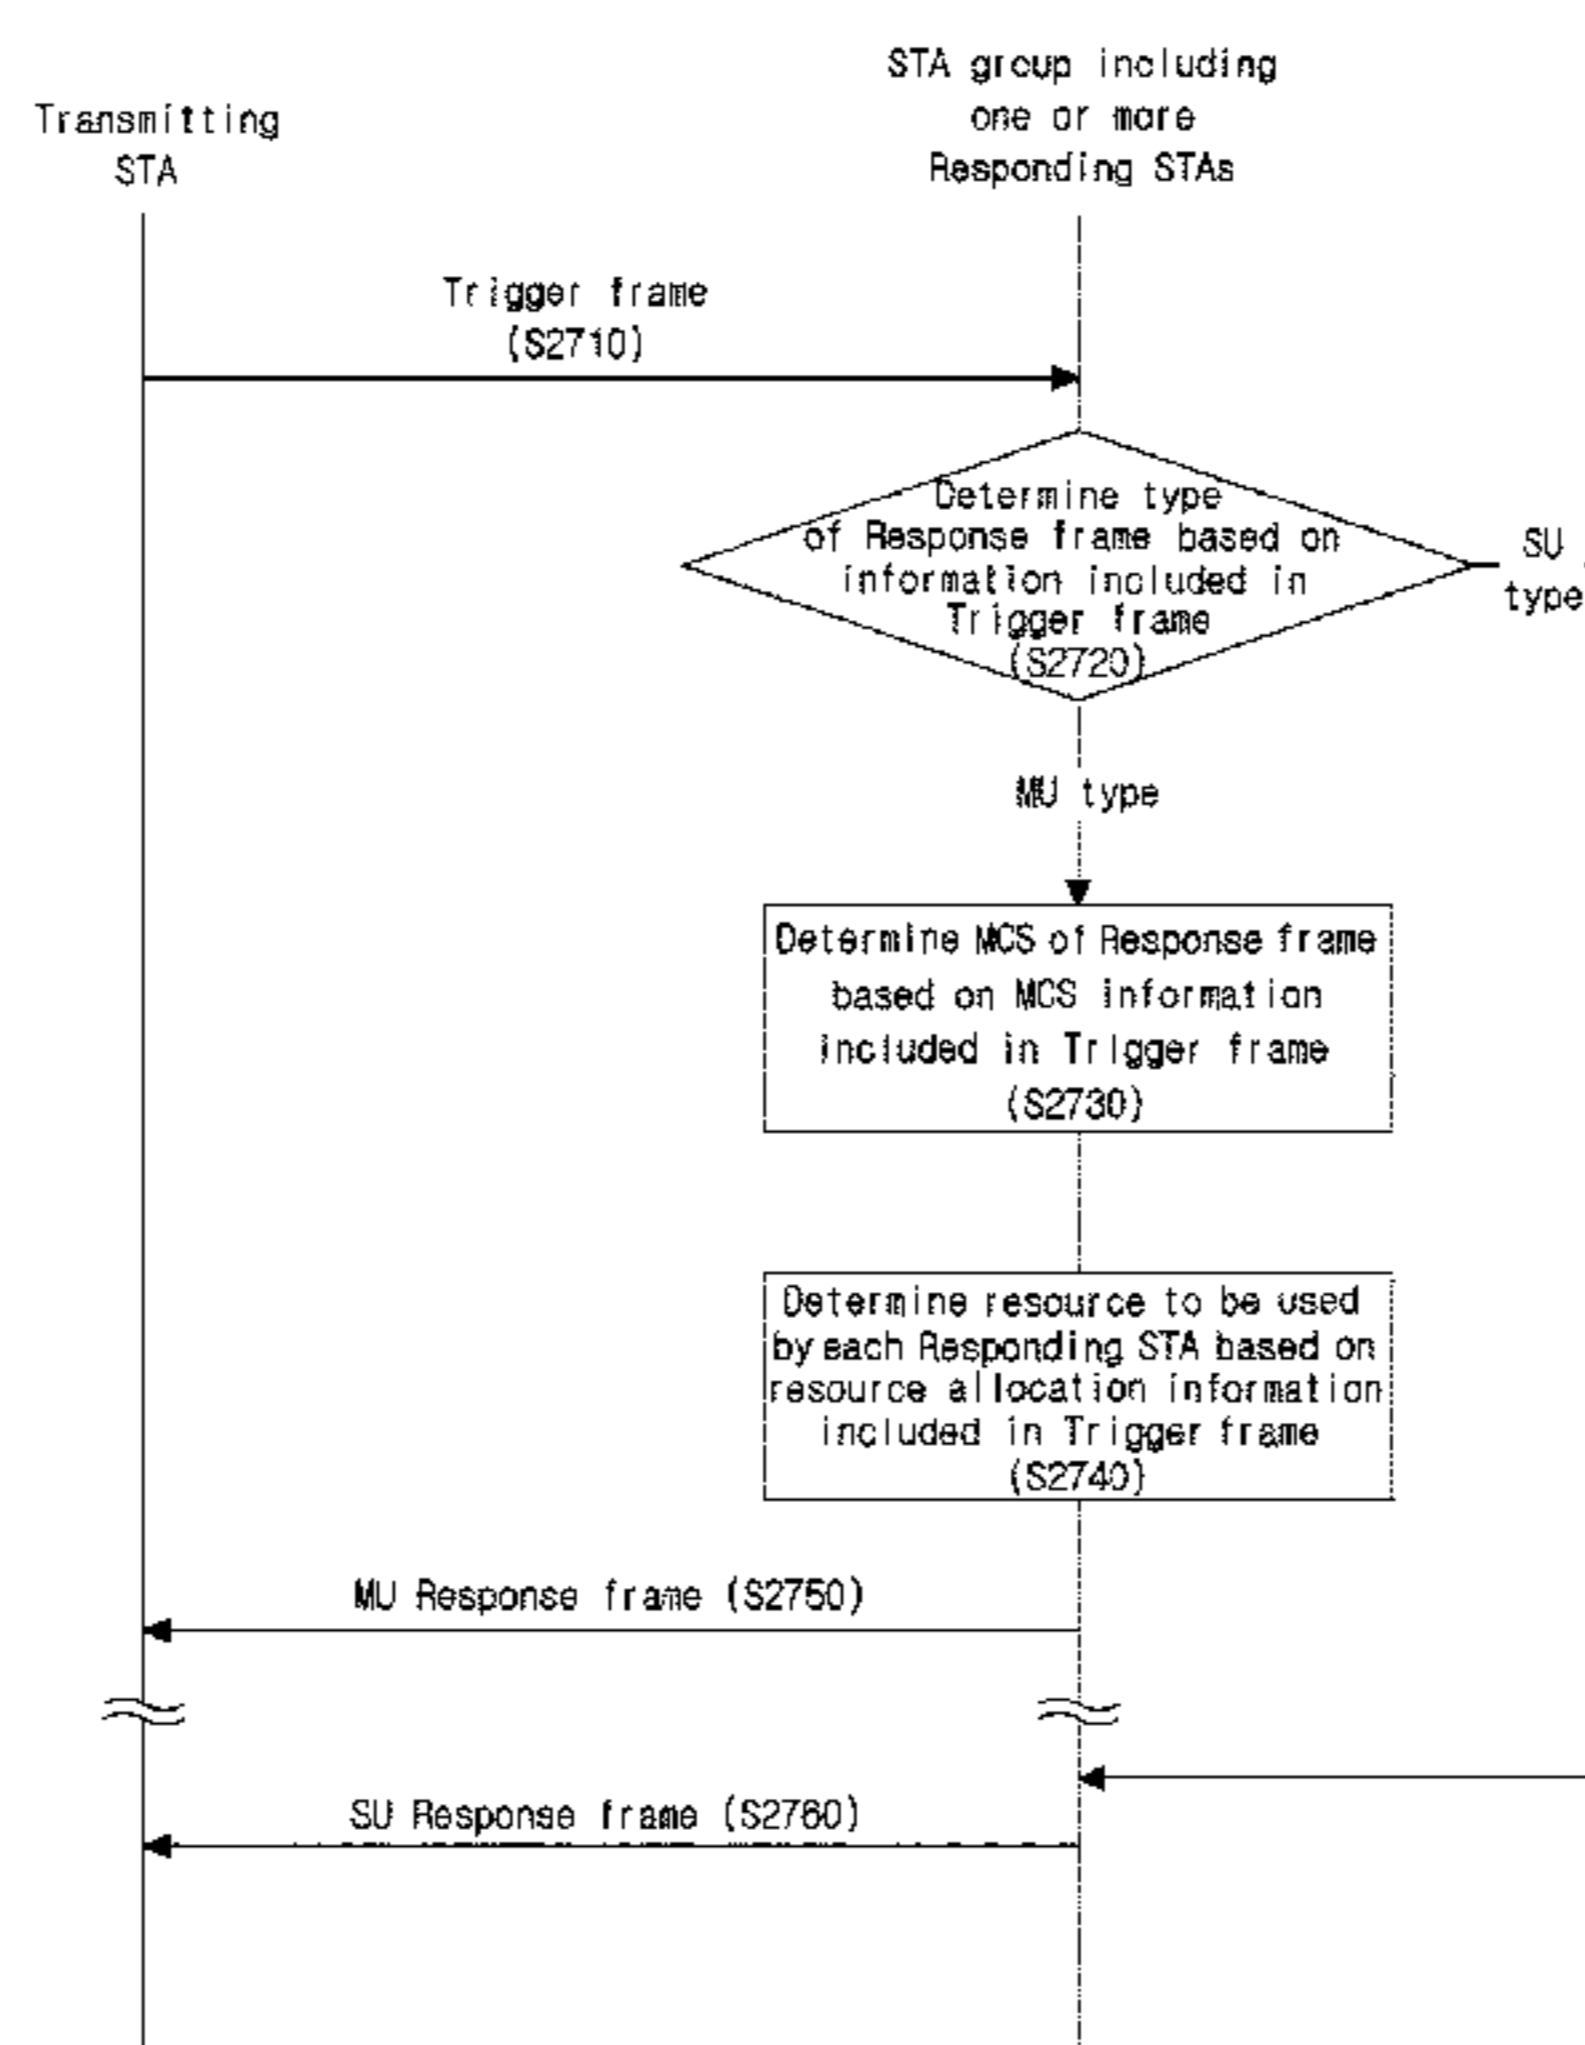 Transmitting
STA
STA group including
one or more
Responding STAs
Trigger frame
(S2710)
Determine type
of Response frame based on
information included in
Trigger frame
(S2720)
SU
type
MU type
Determine MCS of Response frame
based on MCS information
included in Trigger frame
(S2730)
Determine resource to be used
by each Responding STA based on
resource allocation information
included in Trigger frame
(S2740)
MU Response frame (S2750)
SU Response frame (S2760)